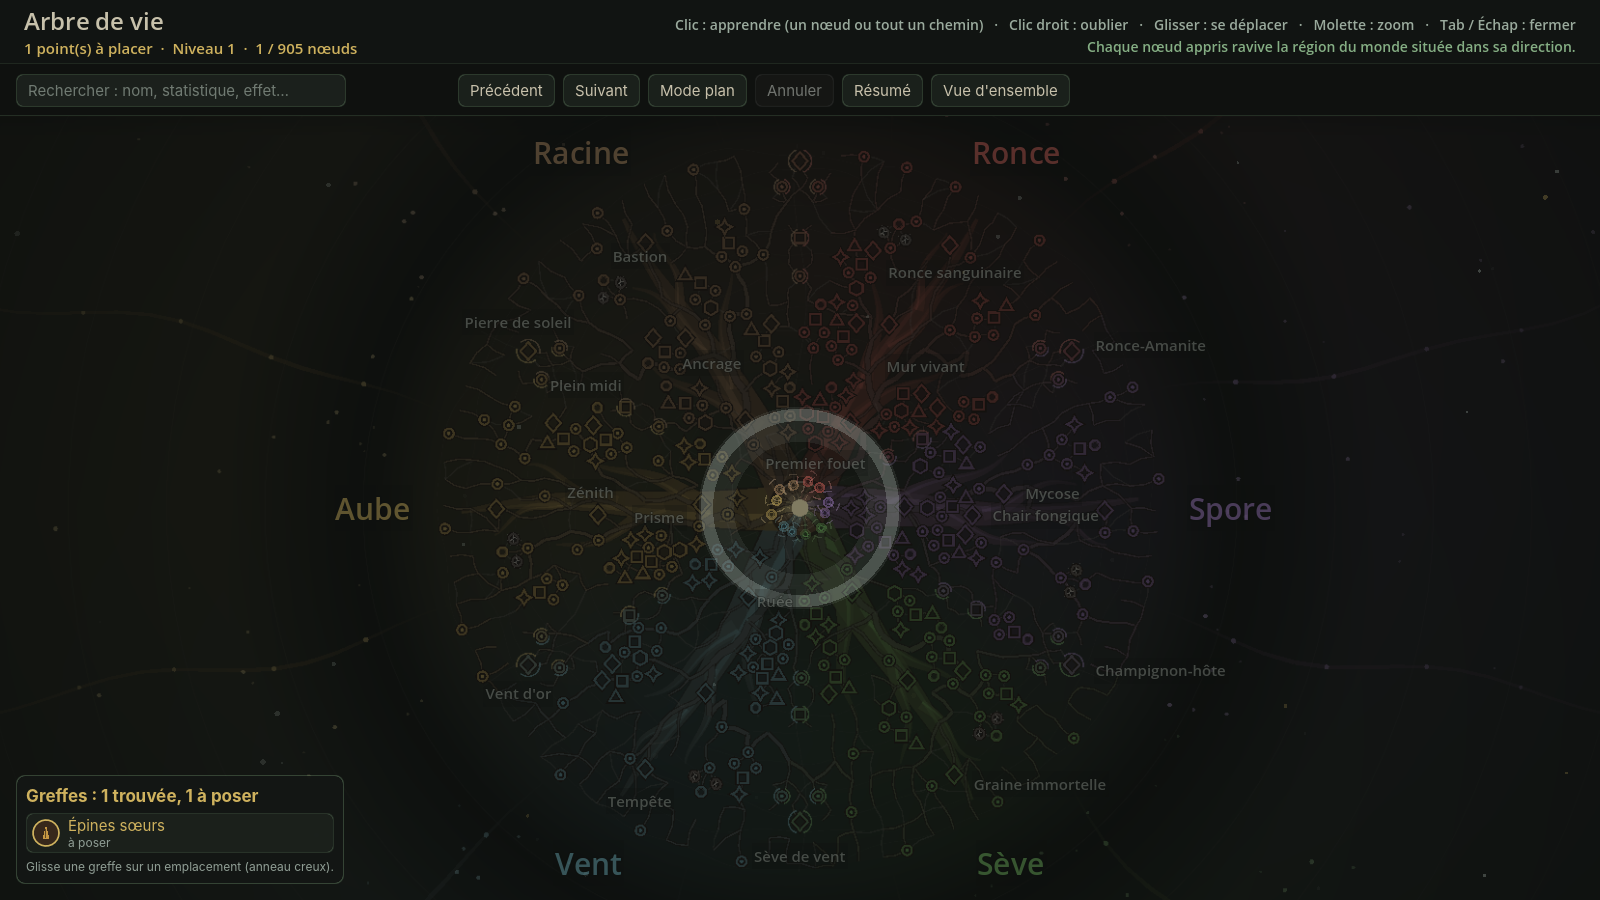 Arbre de vie
1 point(s) à placer · Niveau 1 · 1 / 905 nœuds
Clic : apprendre (un nœud ou tout un chemin) · Clic droit : oublier · Glisser : se déplacer · Molette : zoom · Tab / Échap : fermer
Chaque nœud appris ravive la région du monde située dans sa direction.
Rechercher : nom, statistique, effet...
Précédent
Suivant
Mode plan
Annuler
Résumé
Vue d'ensemble
Racine
Ronce
Bastion
Ronce sanguinaire
Pierre de soleil
Ronce-Amanite
Ancrage
Mur vivant
Plein midi
Premier fouet
Zénith
Mycose
Aube
Spore
Prisme
Chair fongique
Ruée
Champignon-hôte
Vent d'or
Graine immortelle
Tempête
Sève de vent
Vent
Sève
Greffes : 1 trouvée, 1 à poser
Épines sœurs
à poser
Glisse une greffe sur un emplacement (anneau creux).